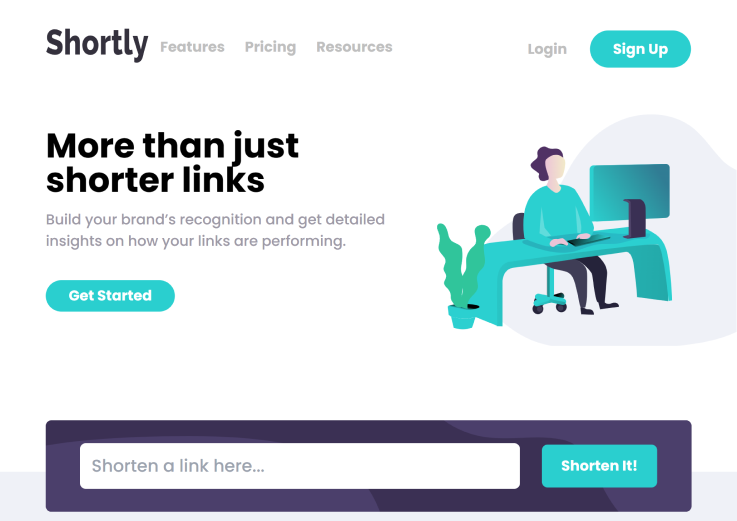 Shortly
Features
Pricing
Resources
Login
Sign Up
More than just
shorter links
Build your brand’s recognition and get detailed
insights on how your links are performing.
Get Started
Shorten a link here...
Shorten It!